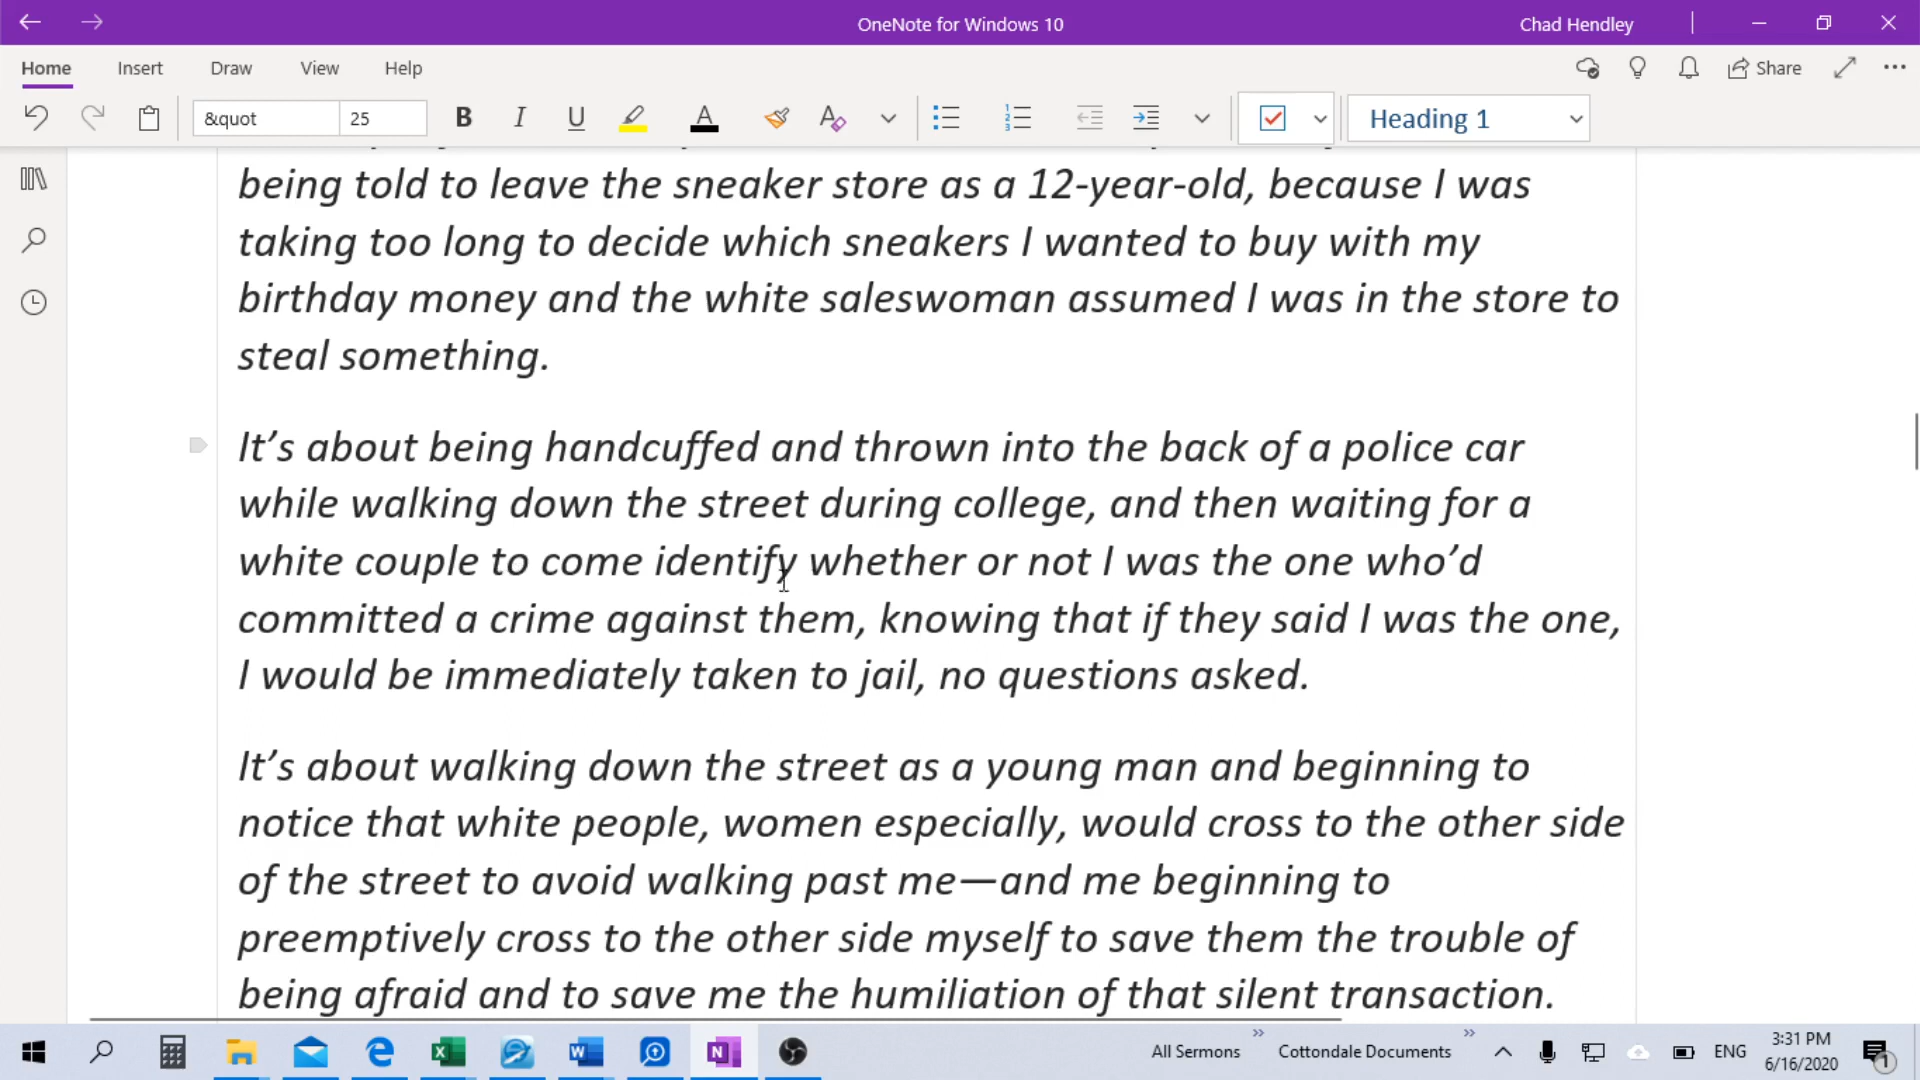 OneNote for Windows 10
Chad Hendley
Home Insert Draw View Help
Share
&quot 25 B I U A A Heading 1
being told to leave the sneaker store as a 12-year-old, because I was
taking too long to decide which sneakers I wanted to buy with my
birthday money and the white saleswoman assumed I was in the store to
steal something.
It’s about being handcuffed and thrown into the back of a police car
while walking down the street during college, and then waiting for a
white couple to come identify whether or not I was the one who’d
committed a crime against them, knowing that if they said I was the one,
I would be immediately taken to jail, no questions asked.
It’s about walking down the street as a young man and beginning to
notice that white people, women especially, would cross to the other side
of the street to avoid walking past me—and me beginning to
preemptively cross to the other side myself to save them the trouble of
being afraid and to save me the humiliation of that silent transaction.
All Sermons » Cottondale Documents » ENG 3:31 PM
6/16/2020
1